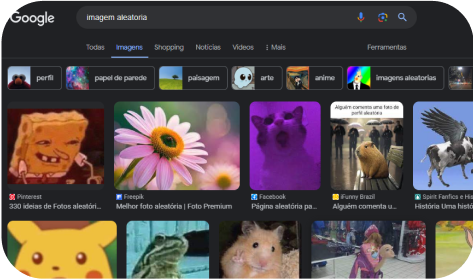 Google
imagem aleatoria
Todas Imagens Shopping Notícias Vídeos Mais Ferramentas
perfil papel de parede paisagem arte anime imagens aleatorias
Alguém comenta uma foto de
perfil aleatória
Pinterest Freepik Facebook iFunny Brazil Spirit Fanfics e His
330 ideias de Fotos aleatóri... Melhor foto aleatória | Foto Premium Página aleatória pa... Alguém comenta u... História Uma histó